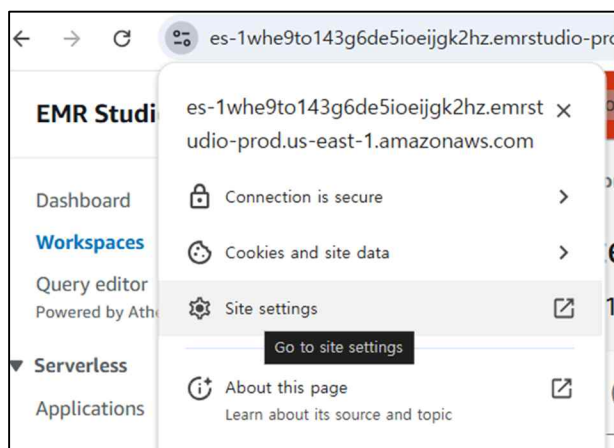 es-1whe9to143g6de5ioeijgk2hz.emrstudio-pro
EMR Studi
es-1whe9to143g6de5ioeijgk2hz.emrst
udio-prod.us-east-1.amazonaws.com
Connection is secure
Cookies and site data
Site settings
Go to site settings
About this page
Learn about its source and topic
Dashboard
Workspaces
Query editor
Powered by Athe
Serverless
Applications